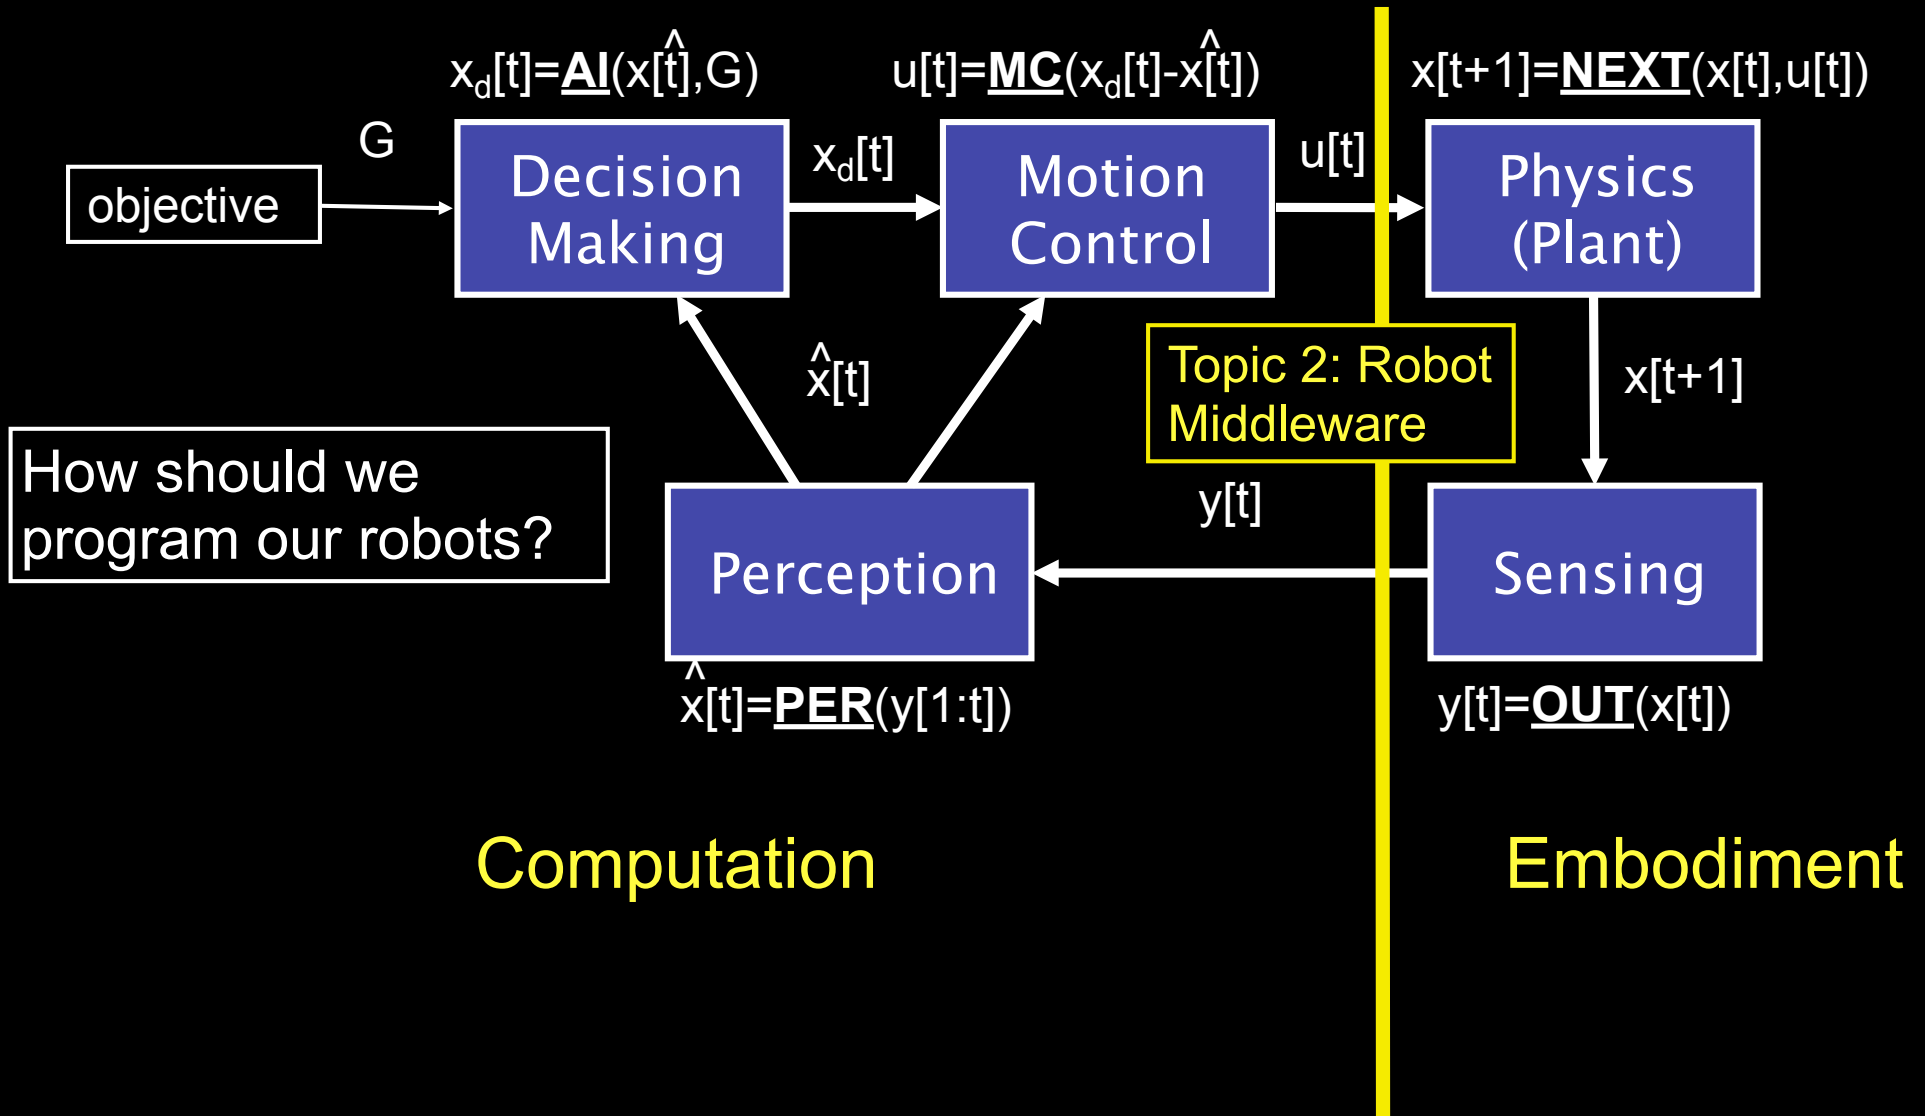 x_d[t]=AI(x̂[t],G)
u[t]=MC(x_d[t]-x̂[t])
x[t+1]=NEXT(x[t],u[t])
G
objective
Decision
Making
x_d[t]
Motion
Control
u[t]
Physics
(Plant)
x̂[t]
Topic 2: Robot
Middleware
x[t+1]
How should we
program our robots?
y[t]
Perception
Sensing
x̂[t]=PER(y[1:t])
y[t]=OUT(x[t])
Computation
Embodiment